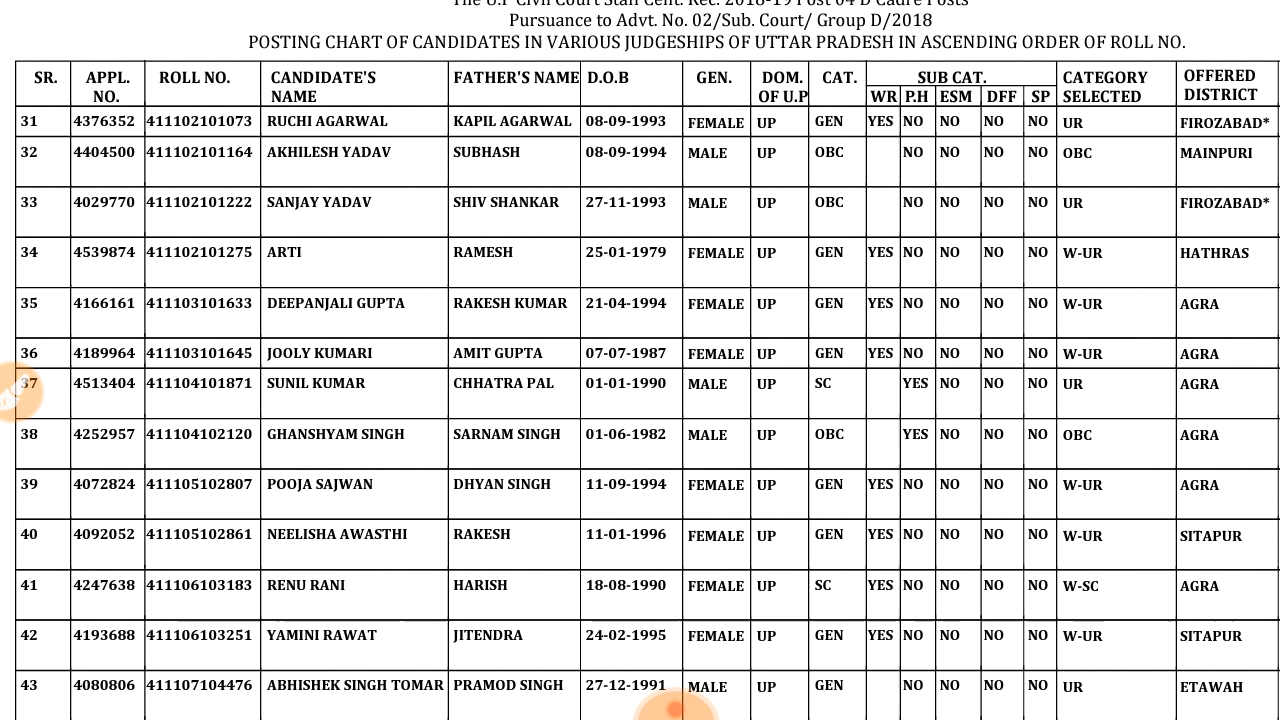 The U.P Civil Court Staff Cent. Rec. 2018-19 Post 04 D Cadre Posts
Pursuance to Advt. No. 02/Sub. Court/ Group D/2018
POSTING CHART OF CANDIDATES IN VARIOUS JUDGESHIPS OF UTTAR PRADESH IN ASCENDING ORDER OF ROLL NO.
SR. APPL. NO. ROLL NO. CANDIDATE'S NAME FATHER'S NAME D.O.B GEN. DOM. OF U.P CAT. SUB CAT. WR P.H ESM DFF SP CATEGORY SELECTED OFFERED DISTRICT
31 4376352 411102101073 RUCHI AGARWAL KAPIL AGARWAL 08-09-1993 FEMALE UP GEN YES NO NO NO NO UR FIROZABAD*
32 4404500 411102101164 AKHILESH YADAV SUBHASH 08-09-1994 MALE UP OBC NO NO NO NO OBC MAINPURI
33 4029770 411102101222 SANJAY YADAV SHIV SHANKAR 27-11-1993 MALE UP OBC NO NO NO NO UR FIROZABAD*
34 4539874 411102101275 ARTI RAMESH 25-01-1979 FEMALE UP GEN YES NO NO NO NO W-UR HATHRAS
35 4166161 411103101633 DEEPANJALI GUPTA RAKESH KUMAR 21-04-1994 FEMALE UP GEN YES NO NO NO NO W-UR AGRA
36 4189964 411103101645 JOOLY KUMARI AMIT GUPTA 07-07-1987 FEMALE UP GEN YES NO NO NO NO W-UR AGRA
37 4513404 411104101871 SUNIL KUMAR CHHATRA PAL 01-01-1990 MALE UP SC YES NO NO NO UR AGRA
38 4252957 411104102120 GHANSHYAM SINGH SARNAM SINGH 01-06-1982 MALE UP OBC YES NO NO NO OBC AGRA
39 4072824 411105102807 POOJA SAJWAN DHYAN SINGH 11-09-1994 FEMALE UP GEN YES NO NO NO NO W-UR AGRA
40 4092052 411105102861 NEELISHA AWASTHI RAKESH 11-01-1996 FEMALE UP GEN YES NO NO NO NO W-UR SITAPUR
41 4247638 411106103183 RENU RANI HARISH 18-08-1990 FEMALE UP SC YES NO NO NO NO W-SC AGRA
42 4193688 411106103251 YAMINI RAWAT JITENDRA 24-02-1995 FEMALE UP GEN YES NO NO NO NO W-UR SITAPUR
43 4080806 411107104476 ABHISHEK SINGH TOMAR PRAMOD SINGH 27-12-1991 MALE UP GEN NO NO NO NO UR ETAWAH